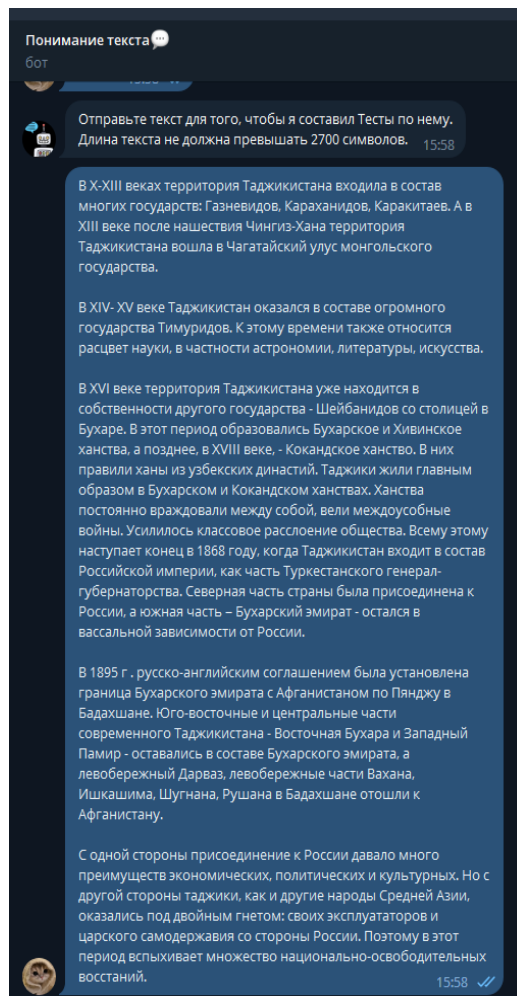 Понимание текста💬
бот
Отправьте текст для того, чтобы я составил Тесты по нему.
Длина текста не должна превышать 2700 символов. 15:58
В X-XIII веках территория Таджикистана входила в состав
многих государств: Газневидов, Караханидов, Каракитаев. А в
XIII веке после нашествия Чингиз-Хана территория
Таджикистана вошла в Чагатайский улус монгольского
государства.
В XIV- XV веке Таджикистан оказался в составе огромного
государства Тимуридов. К этому времени также относится
расцвет науки, в частности астрономии, литературы, искусства.
В XVI веке территория Таджикистана уже находится в
собственности другого государства - Шейбанидов со столицей в
Бухаре. В этот период образовались Бухарское и Хивинское
ханства, а позднее, в XVIII веке, - Кокандское ханство. В них
правили ханы из узбекских династий. Таджики жили главным
образом в Бухарском и Кокандском ханствах. Ханства
постоянно враждовали между собой, вели междоусобные
войны. Усилилось классовое расслоение общества. Всему этому
наступает конец в 1868 году, когда Таджикистан входит в состав
Российской империи, как часть Туркестанского генерал-
губернаторства. Северная часть страны была присоединена к
России, а южная часть – Бухарский эмират - остался в
вассальной зависимости от России.
В 1895 г . русско-английским соглашением была установлена
граница Бухарского эмирата с Афганистаном по Пянджу в
Бадахшане. Юго-восточные и центральные части
современного Таджикистана - Восточная Бухара и Западный
Памир - оставались в составе Бухарского эмирата, а
левобережный Дарваз, левобережные части Вахана,
Ишкашима, Шугнана, Рушана в Бадахшане отошли к
Афганистану.
С одной стороны присоединение к России давало много
преимуществ экономических, политических и культурных. Но с
другой стороны таджики, как и другие народы Средней Азии,
оказались под двойным гнетом: своих эксплуататоров и
царского самодержавия со стороны России. Поэтому в этот
период вспыхивает множество национально-освободительных
восстаний. 15:58